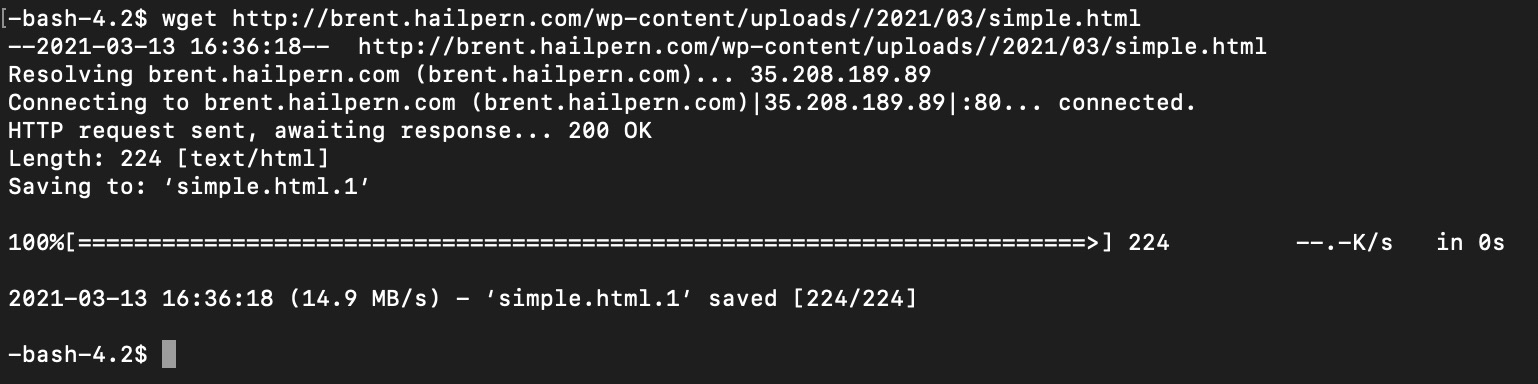 [-bash-4.2$ wget http://brent.hailpern.com/wp-content/uploads//2021/03/simple.html
--2021-03-13 16:36:18--  http://brent.hailpern.com/wp-content/uploads//2021/03/simple.html
Resolving brent.hailpern.com (brent.hailpern.com)... 35.208.189.89
Connecting to brent.hailpern.com (brent.hailpern.com)|35.208.189.89|:80... connected.
HTTP request sent, awaiting response... 200 OK
Length: 224 [text/html]
Saving to: ‘simple.html.1’
100%[========================================================================>] 224         --.-K/s   in 0s
2021-03-13 16:36:18 (14.9 MB/s) - ‘simple.html.1’ saved [224/224]
-bash-4.2$